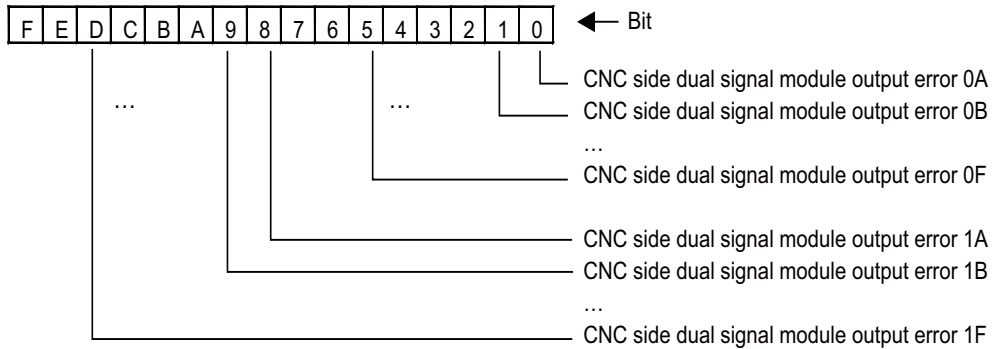 F E D C B A 9 8 7 6 5 4 3 2 1 0 Bit
CNC side dual signal module output error 0A
… … CNC side dual signal module output error 0B
…
CNC side dual signal module output error 0F
CNC side dual signal module output error 1A
CNC side dual signal module output error 1B
…
CNC side dual signal module output error 1F